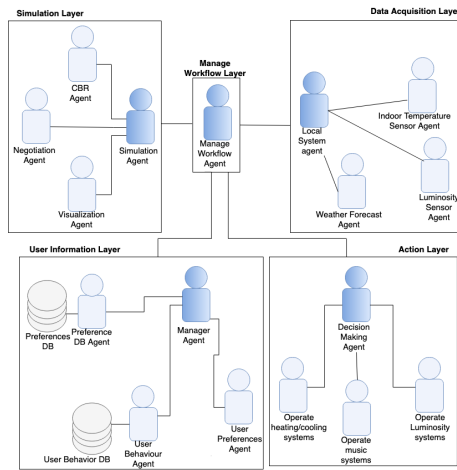 Simulation Layer
Data Acquisition Laye
Manage
Workflow Layer
CBR
Agent
Negotiation
Agent
Simulation
Agent
Visualization
Agent
Manage
Workflow
Agent
Local
System
agent
Indoor Temperature
Sensor Agent
Weather Forecast
Agent
Luminosity
Sensor
Agent
User Information Layer
Action Layer
Preferences
DB
Preference
DB Agent
Manager
Agent
User Behavior DB
User
Behaviour
Agent
User
Preferences
Agent
Decision
Making
Agent
Operate
heating/cooling
systems
Operate
music
systems
Operate
Luminosity
systems